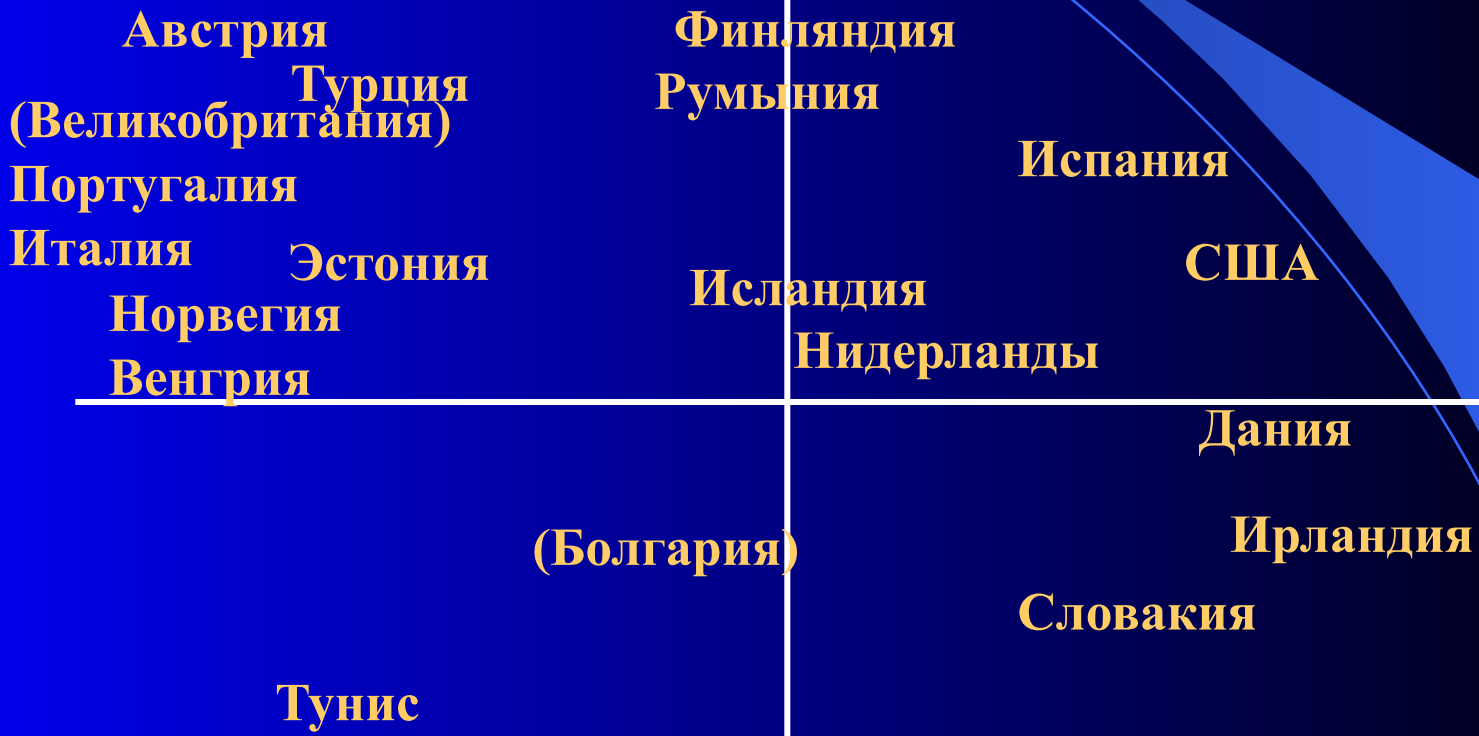 Австрия
Финляндия
Турция
Румыния
(Великобритания)
Испания
Португалия
Италия
Эстония
США
Исландия
Норвегия
Нидерланды
Венгрия
Дания
Ирландия
(Болгария)
Словакия
Тунис